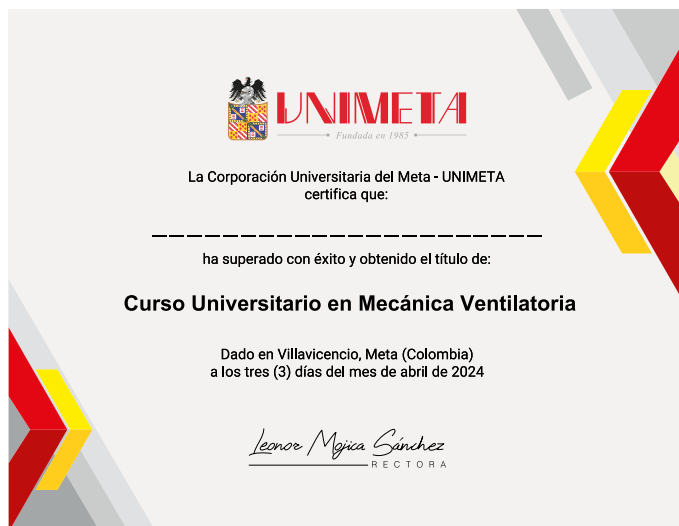 UNIMETA
Fundada en 1985
La Corporación Universitaria del Meta - UNIMETA
certifica que:
ha superado con éxito y obtenido el título de:
Curso Universitario en Mecánica Ventilatoria
Dado en Villavicencio, Meta (Colombia)
a los tres (3) días del mes de abril de 2024
Leonor Mojica Sánchez
RECTORA